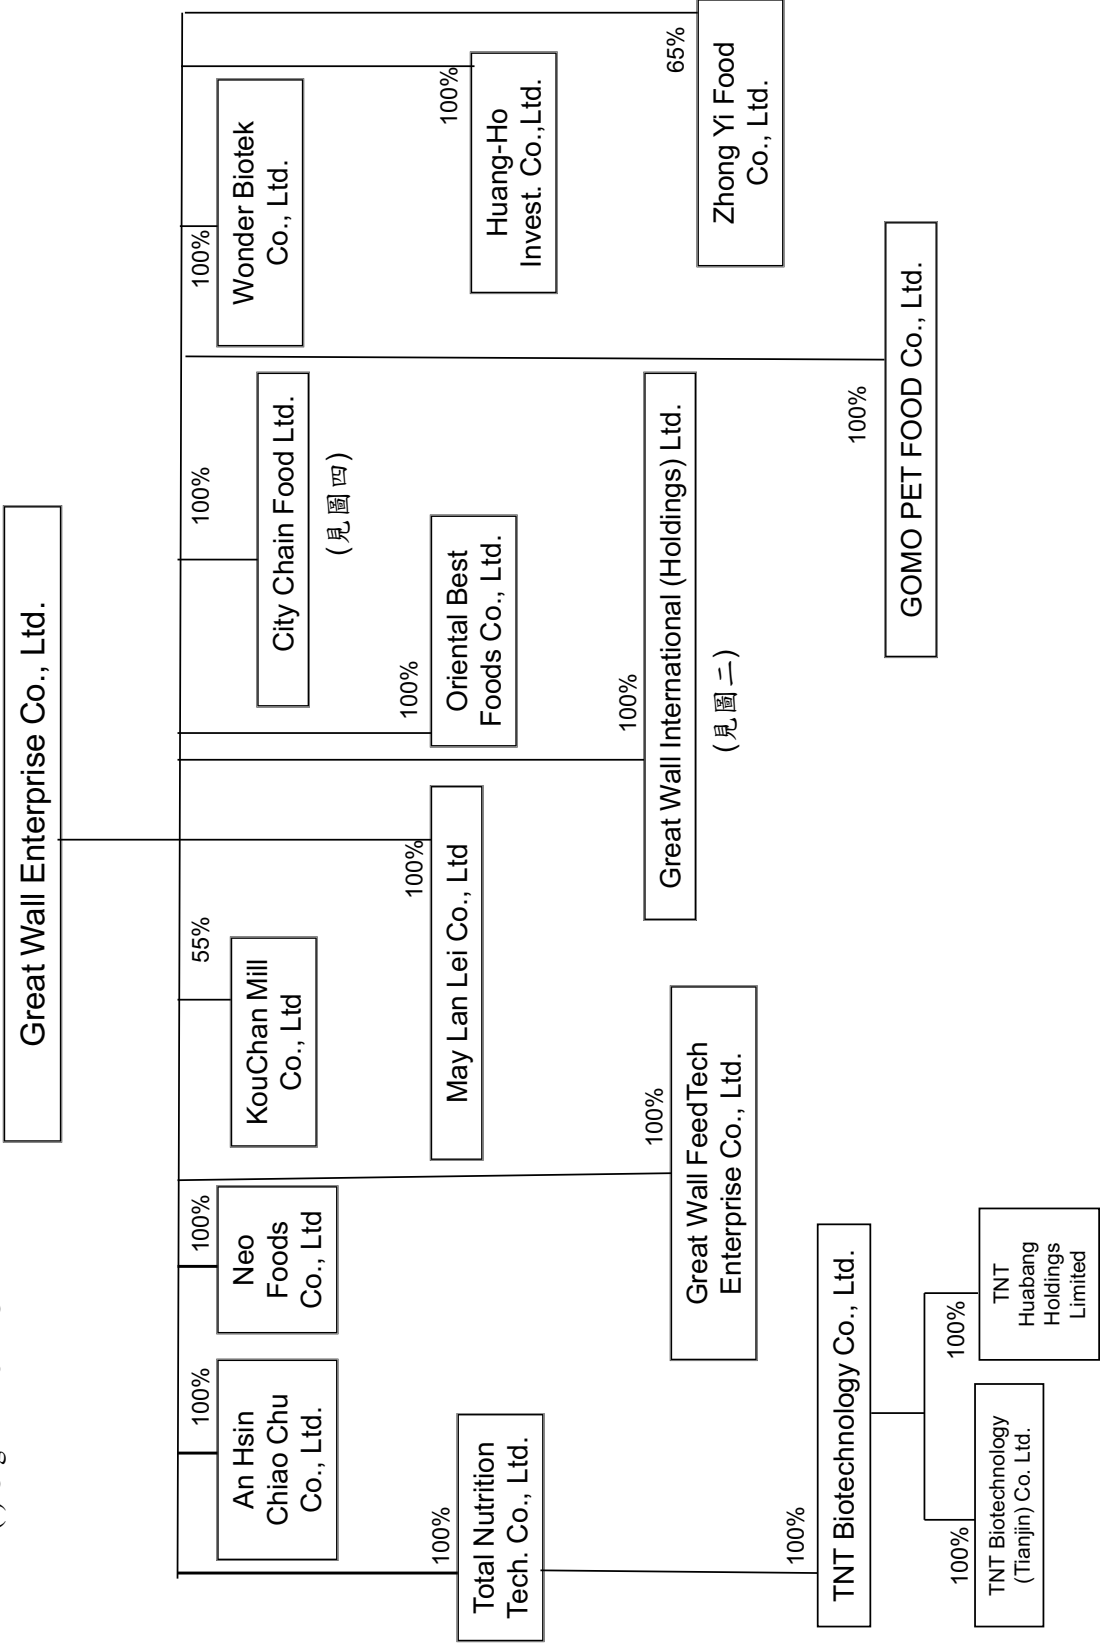 Great Wall Enterprise Co., Ltd.
100%
An Hsin
Chiao Chu
Co., Ltd.
100%
Neo
Foods
Co., Ltd
55%
KouChan Mill
Co., Ltd
100%
City Chain Food Ltd.
(見圖四)
100%
Wonder Biotek
Co., Ltd.
100%
Total Nutrition
Tech. Co., Ltd.
100%
May Lan Lei Co., Ltd
100%
Oriental Best
Foods Co., Ltd.
100%
Huang-Ho
Invest. Co.,Ltd.
100%
Great Wall FeedTech
Enterprise Co., Ltd.
100%
Great Wall International (Holdings) Ltd.
(見圖二)
65%
Zhong Yi Food
Co., Ltd.
100%
TNT Biotechnology Co., Ltd.
100%
GOMO PET FOOD Co., Ltd.
100%
TNT Biotechnology
(Tianjin) Co. Ltd.
100%
TNT
Huabang
Holdings
Limited